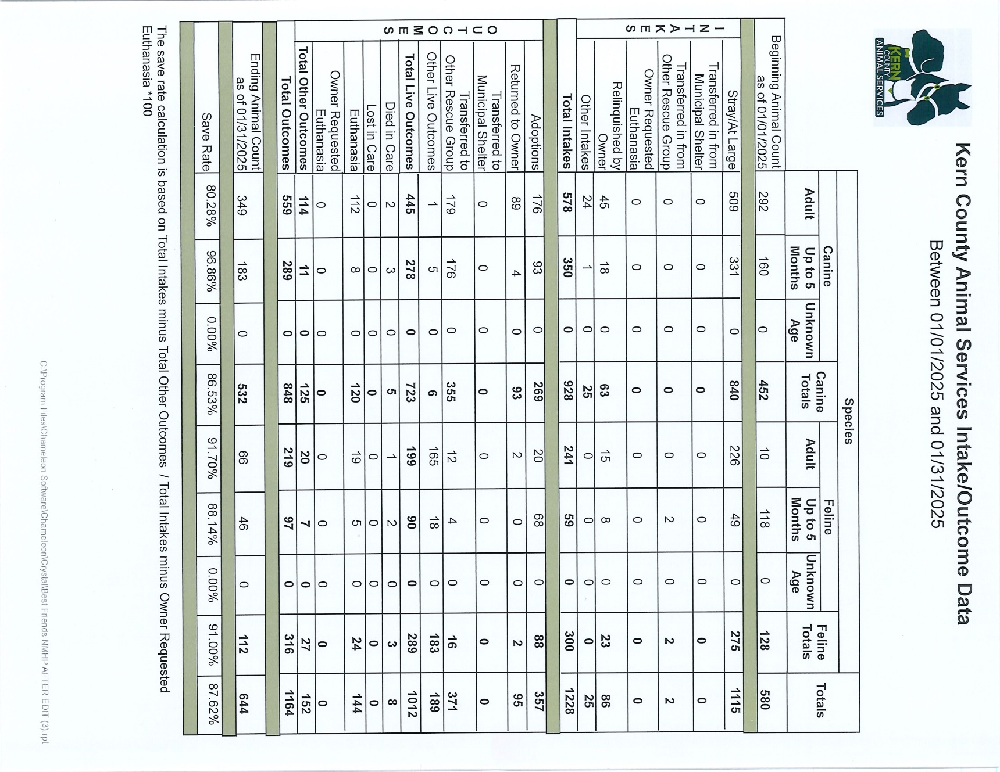 KERN
COUNTY
ANIMAL SERVICES
Kern County Animal Services Intake/Outcome Data
Between 01/01/2025 and 01/31/2025
Species
Canine Canine Totals Feline Feline Totals Totals
Adult Up to 5 Months Unknown Age Adult Up to 5 Months Unknown Age
Beginning Animal Count
as of 01/01/2025 292 160 0 452 10 118 0 128 580
INTAKES
Stray/At Large 509 331 0 840 226 49 0 275 1115
Transferred in from
Municipal Shelter 0 0 0 0 0 0 0 0 0
Transferred in from
Other Rescue Group 0 0 0 0 0 2 0 2 2
Owner Requested
Euthanasia 0 0 0 0 0 0 0 0 0
Relinquished by
Owner 45 18 0 63 15 8 0 23 86
Other Intakes 24 1 0 25 0 0 0 0 25
Total Intakes 578 350 0 928 241 59 0 300 1228
OUTCOMES
Adoptions 176 93 0 269 20 68 0 88 357
Returned to Owner 89 4 0 93 2 0 0 2 95
Transferred to
Municipal Shelter 0 0 0 0 0 0 0 0 0
Transferred to
Other Rescue Group 179 176 0 355 12 4 0 16 371
Other Live Outcomes 1 5 0 6 165 18 0 183 189
Total Live Outcomes 445 278 0 723 199 90 0 289 1012
Died in Care 2 3 0 5 1 2 0 3 8
Lost in Care 0 0 0 0 0 0 0 0 0
Euthanasia 112 8 0 120 19 5 0 24 144
Owner Requested
Euthanasia 0 0 0 0 0 0 0 0 0
Total Other Outcomes 114 11 0 125 20 7 0 27 152
Total Outcomes 559 289 0 848 219 97 0 316 1164
Ending Animal Count
as of 01/31/2025 349 183 0 532 66 46 0 112 644
Save Rate 80.28% 96.86% 0.00% 86.53% 91.70% 88.14% 0.00% 91.00% 87.62%
The save rate calculation is based on Total Intakes minus Total Other Outcomes / Total Intakes minus Owner Requested
Euthanasia *100
C:\Program Files\Chameleon Software\Chameleon\Crystal\Best Friends NMHP AFTER EDIT (3).rpt